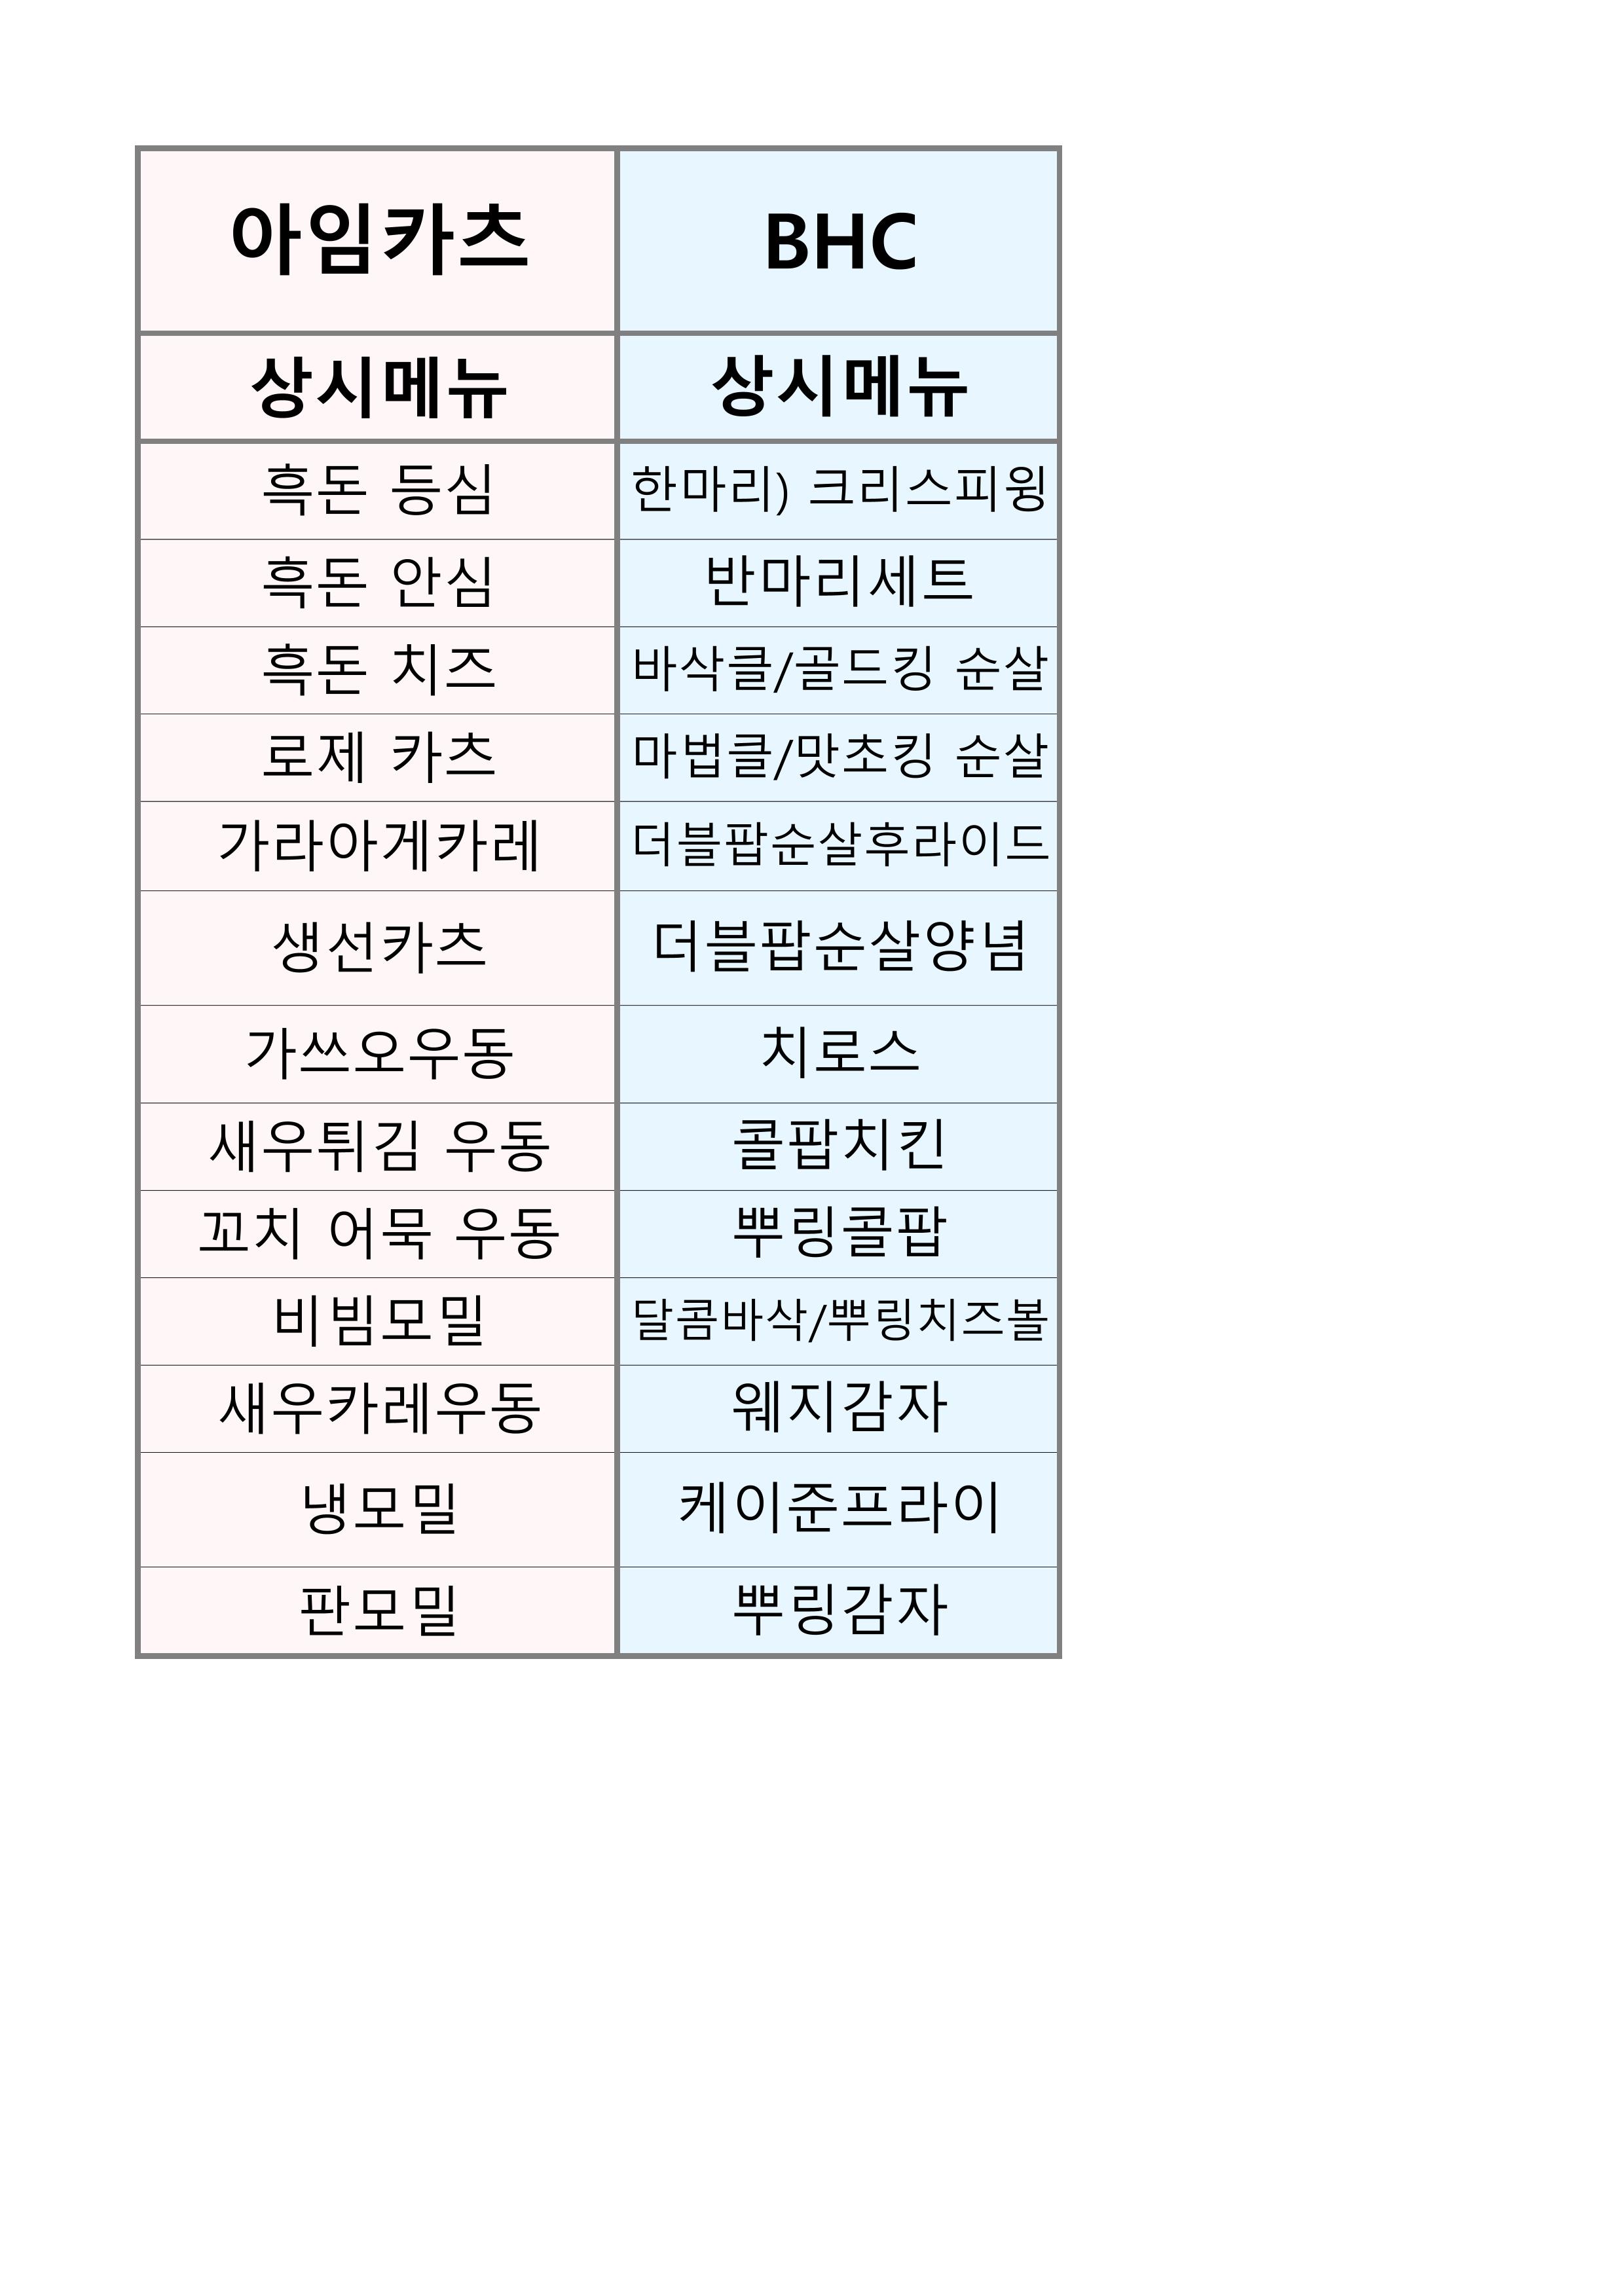 아임카츠 BHC
상시메뉴 상시메뉴
흑돈 등심 한마리) 크리스피윙
흑돈 안심 반마리세트
흑돈 치즈 바삭클/골드킹 순살
로제 카츠 마법클/맛초킹 순살
가라아게카레 더블팝순살후라이드
생선카츠 더블팝순살양념
가쓰오우동 치로스
새우튀김 우동 콜팝치킨
꼬치 어묵 우동 뿌링콜팝
비빔모밀 달콤바삭/뿌링치즈볼
새우카레우동 웨지감자
냉모밀 케이준프라이
판모밀 뿌링감자